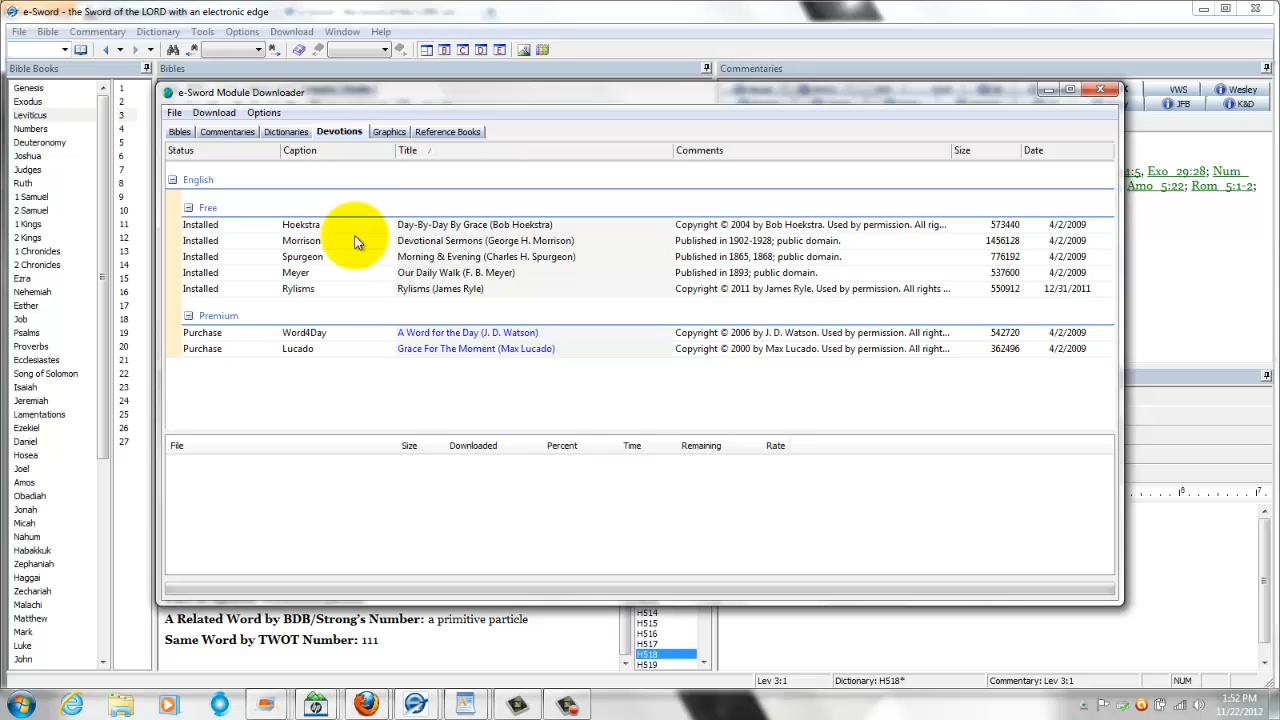 e-Sword - the Sword of the LORD with an electronic edge
File Bible Commentary Dictionary Tools Options Download Window Help
B C D E
Bible Books Bibles Commentaries
Genesis 1
Exodus 2
Leviticus 3
Numbers 4
Deuteronomy 5
Joshua 6
Judges 7
Ruth 8
1 Samuel 9
2 Samuel 10
1 Kings 11
2 Kings 12
1 Chronicles 13
2 Chronicles 14
Ezra 15
Nehemiah 16
Esther 17
Job 18
Psalms 19
Proverbs 20
Ecclesiastes 21
Song of Solomon 22
Isaiah 23
Jeremiah 24
Lamentations 25
Ezekiel 26
Daniel 27
Hosea
Joel
Amos
Obadiah
Jonah
Micah
Nahum
Habakkuk
Zephaniah
Haggai
Zechariah
Malachi
Matthew
Mark
Luke
John
e-Sword Module Downloader
File Download Options
Bibles Commentaries Dictionaries Devotions Graphics Reference Books
Status Caption Title Comments Size Date
English
Free
Installed Hoekstra Day-By-Day By Grace (Bob Hoekstra) Copyright © 2004 by Bob Hoekstra. Used by permission. All rig... 573440 4/2/2009
Installed Morrison Devotional Sermons (George H. Morrison) Published in 1902-1928; public domain. 1456128 4/2/2009
Installed Spurgeon Morning & Evening (Charles H. Spurgeon) Published in 1865, 1868; public domain. 776192 4/2/2009
Installed Meyer Our Daily Walk (F. B. Meyer) Published in 1893; public domain. 537600 4/2/2009
Installed Rylisms Rylisms (James Ryle) Copyright © 2011 by James Ryle. Used by permission. All rights ... 550912 12/31/2011
Premium
Purchase Word4Day A Word for the Day (J. D. Watson) Copyright © 2006 by J. D. Watson. Used by permission. All right... 542720 4/2/2009
Purchase Lucado Grace For The Moment (Max Lucado) Copyright © 2000 by Max Lucado. Used by permission. All right... 362496 4/2/2009
File Size Downloaded Percent Time Remaining Rate
VWS Wesley
JFB K&D
4:5, Exo_29:28; Num_
Amo_5:22; Rom_5:1-2;
6 7
A Related Word by BDB/Strong's Number: a primitive particle
Same Word by TWOT Number: 111
H514
H515
H516
H517
H518
H519
Lev 3:1 Dictionary: H518* Commentary: Lev 3:1 NUM
1:52 PM
11/22/2012